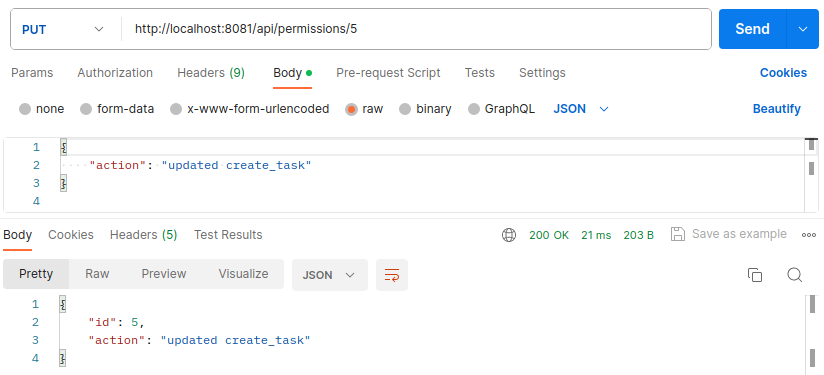 PUT http://localhost:8081/api/permissions/5 Send
Params Authorization Headers (9) Body Pre-request Script Tests Settings Cookies
none form-data x-www-form-urlencoded raw binary GraphQL JSON Beautify
1 {
2 "action": "updated create_task"
3 }
4
Body Cookies Headers (5) Test Results 200 OK 21 ms 203 B Save as example
Pretty Raw Preview Visualize JSON
1 {
2 "id": 5,
3 "action": "updated create_task"
4 }